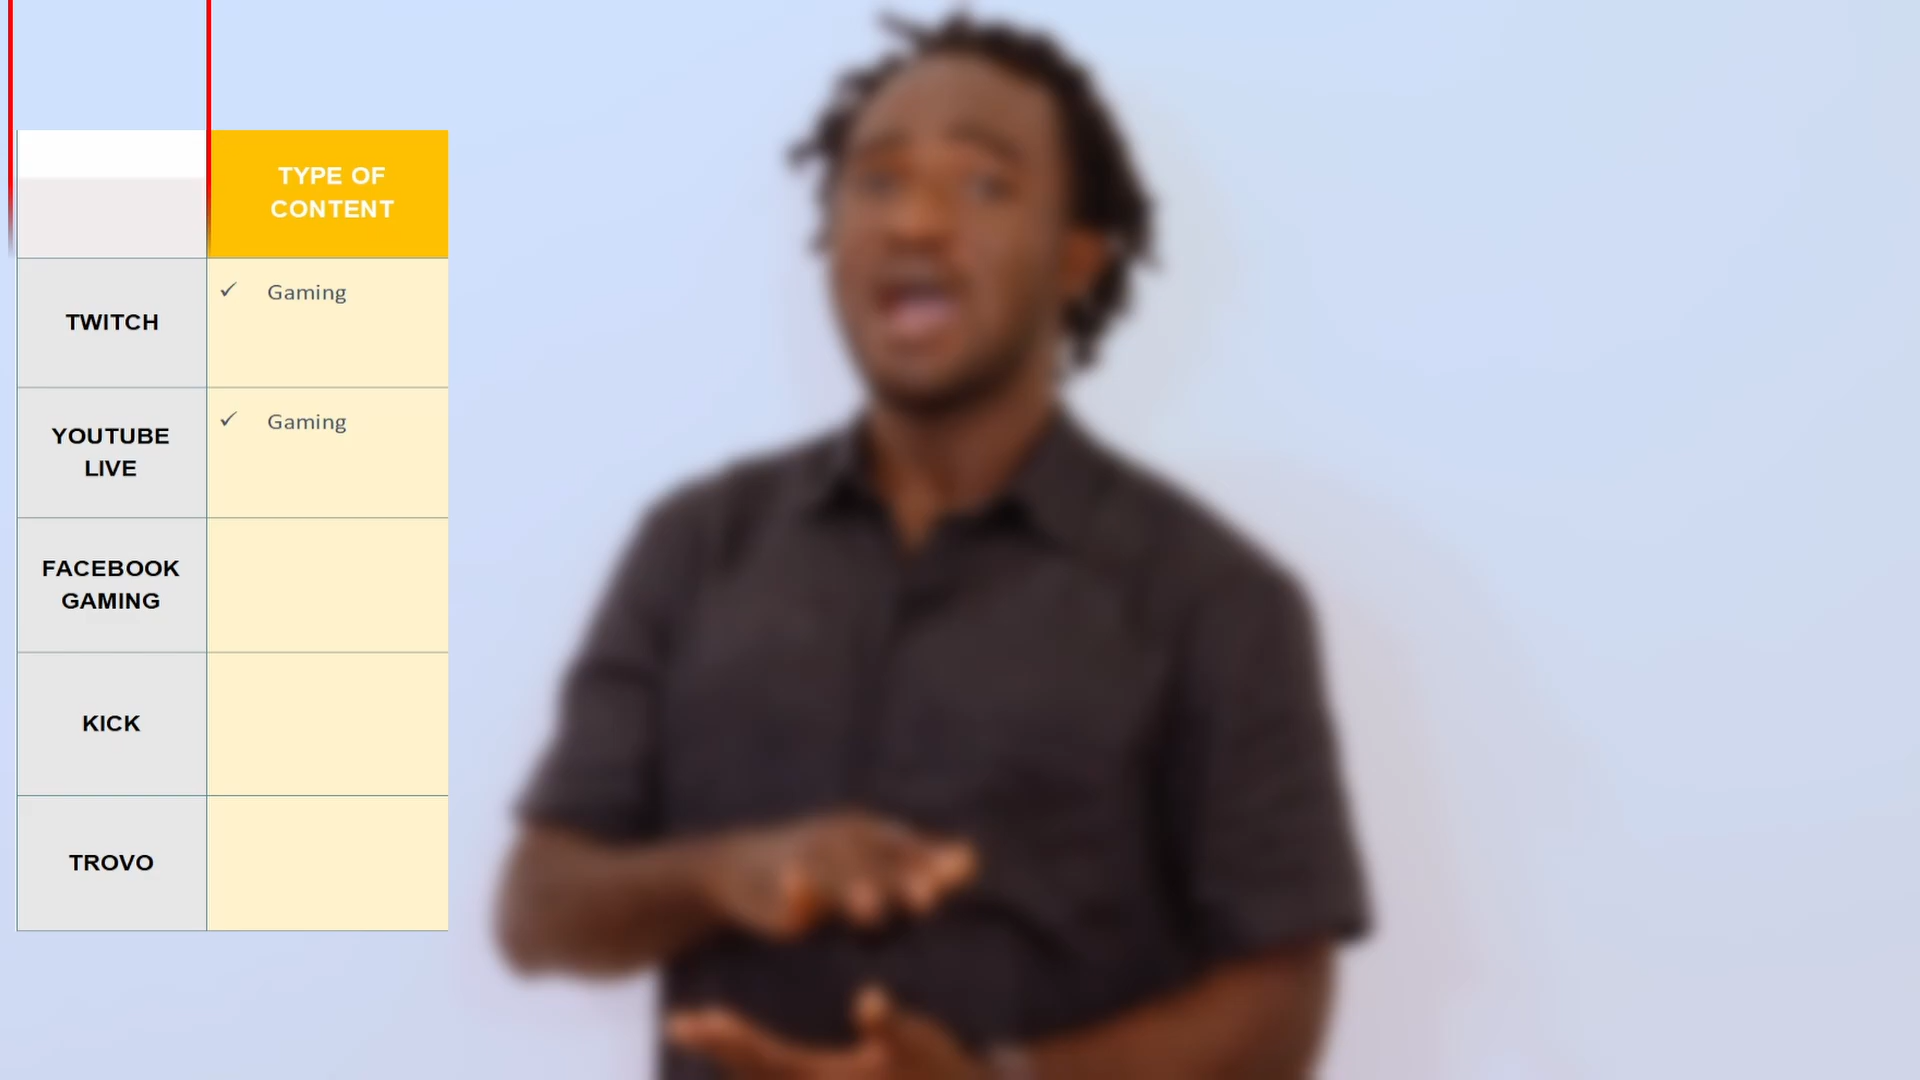 TYPE OF
CONTENT
TWITCH
✓ Gaming
YOUTUBE
LIVE
✓ Gaming
FACEBOOK
GAMING
KICK
TROVO